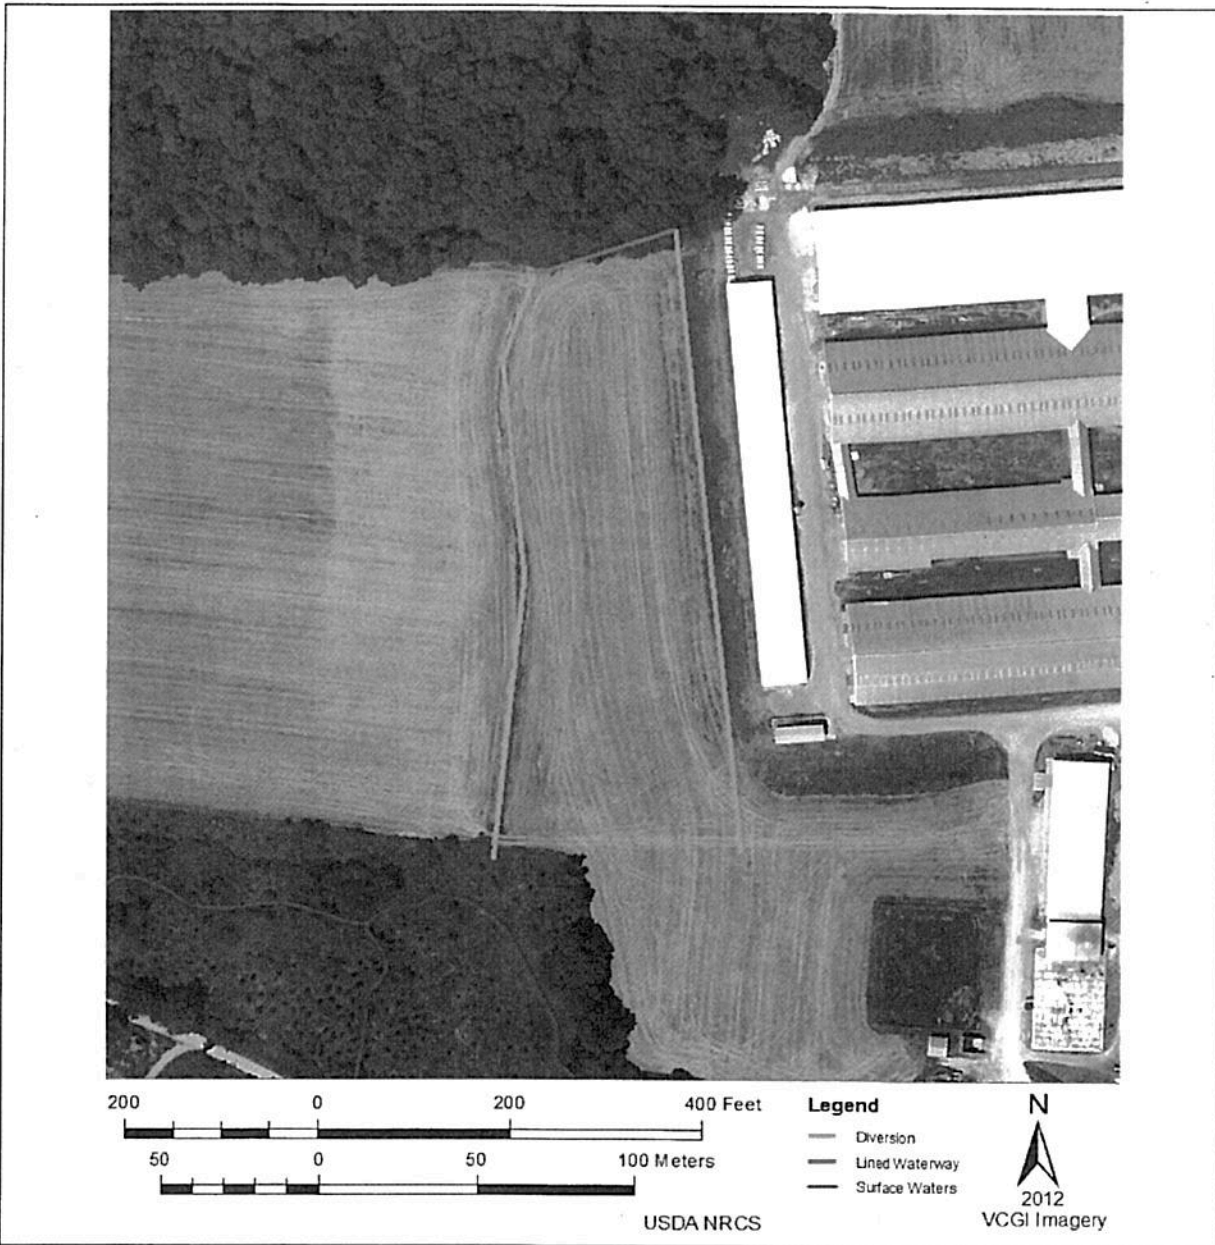 200 0 200 400 Feet
50 0 50 100 Meters
USDA NRCS
Legend
Diversion
Lined Waterway
Surface Waters
N
2012
VCGI Imagery